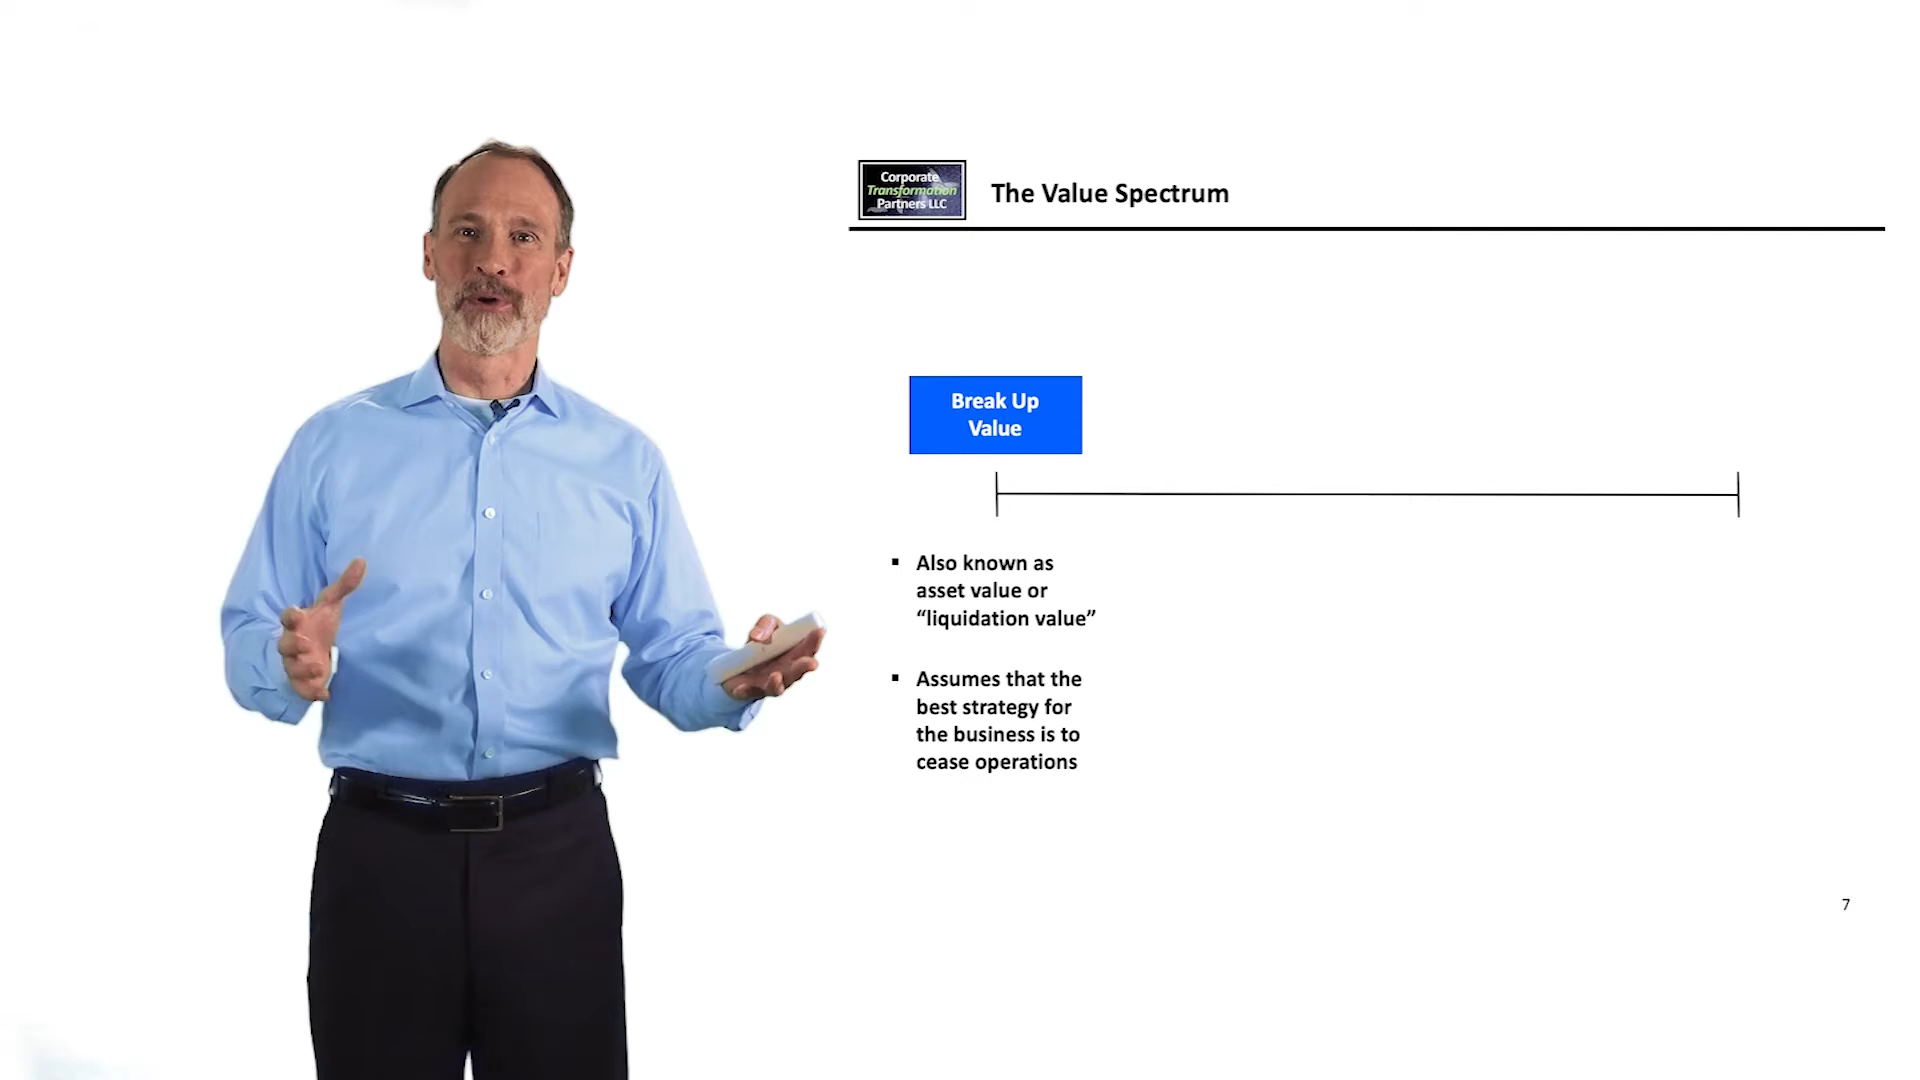 Corporate
Transformation
Partners LLC
The Value Spectrum
Break Up
Value
▪ Also known as
asset value or
“liquidation value”
▪ Assumes that the
best strategy for
the business is to
cease operations
7